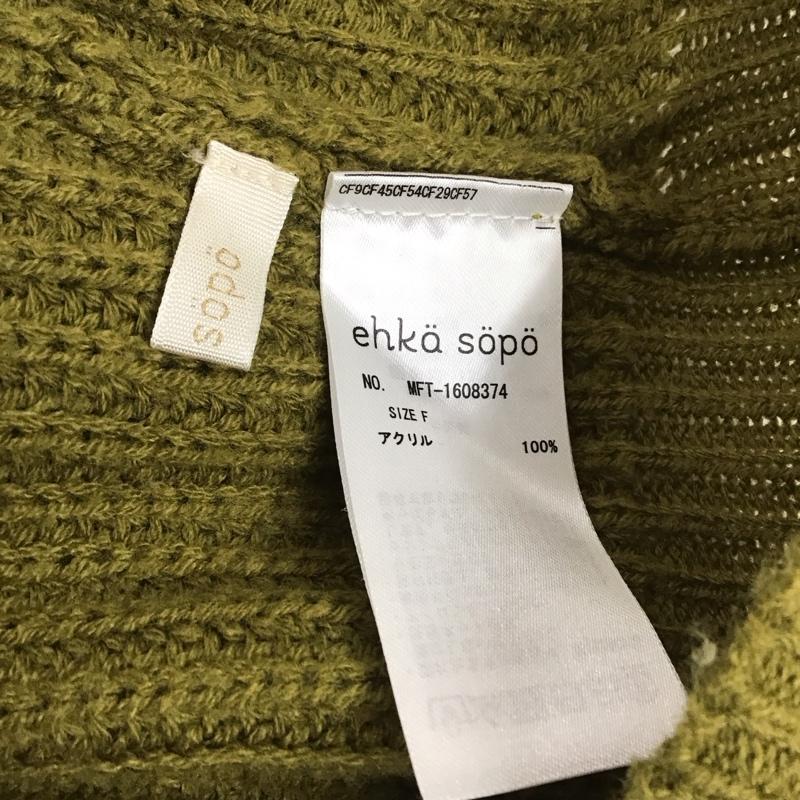 söpö
CF9CF45CF54CF29CF57
ehkä söpö
NO. MFT-1608374
SIZE F
アクリル 100%